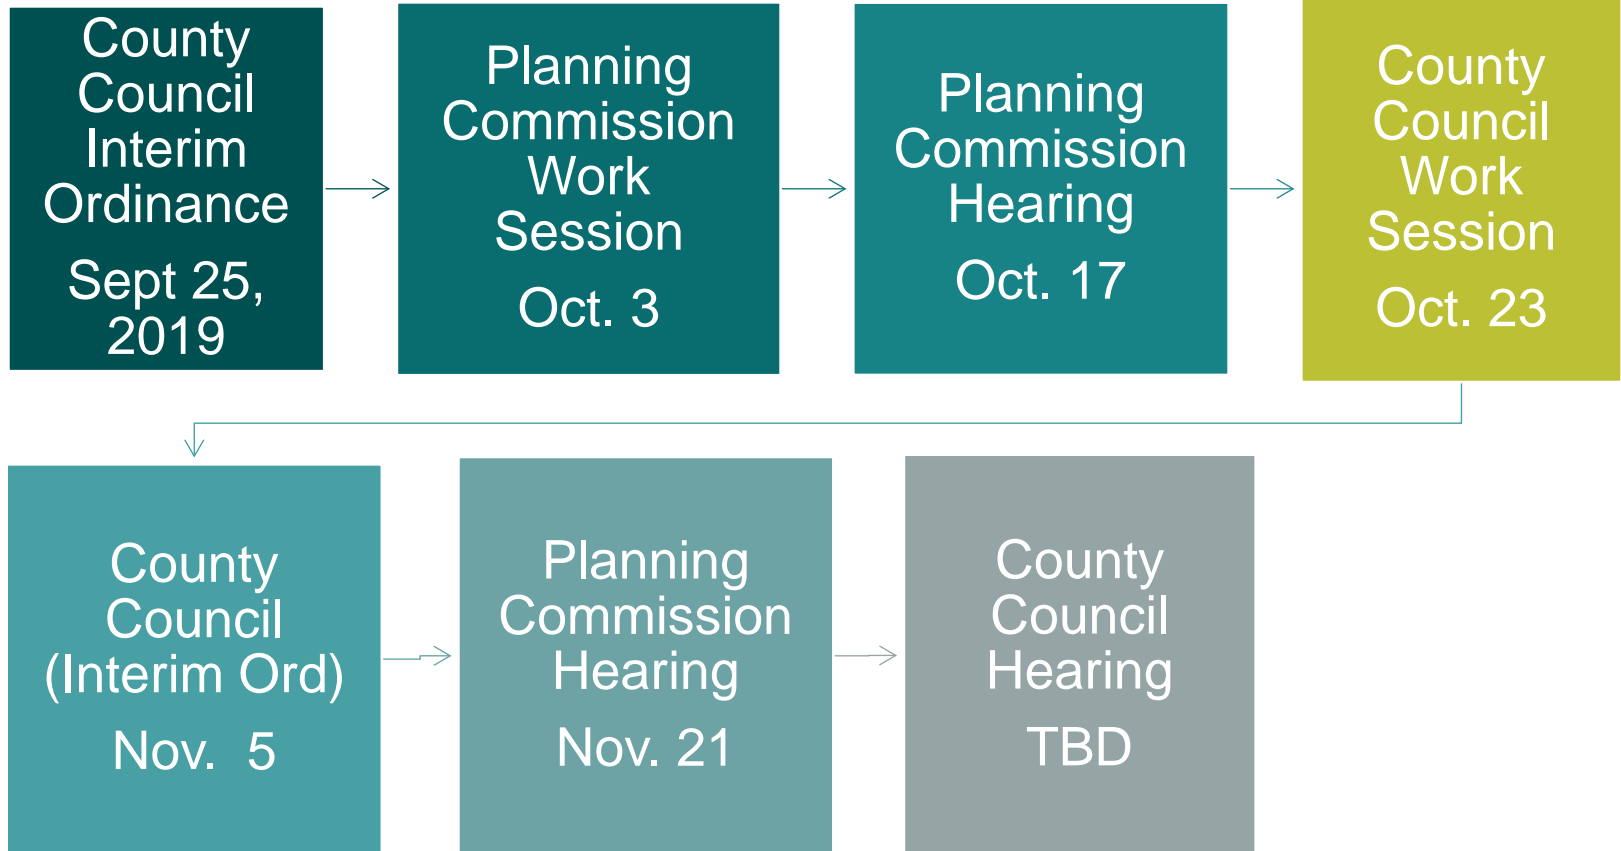 County
Council
Interim
Ordinance
Sept 25,
2019
Planning
Commission
Work
Session
Oct. 3
Planning
Commission
Hearing
Oct. 17
County
Council
Work
Session
Oct. 23
County
Council
(Interim Ord)
Nov.  5
Planning
Commission
Hearing
Nov. 21
County
Council
Hearing
TBD